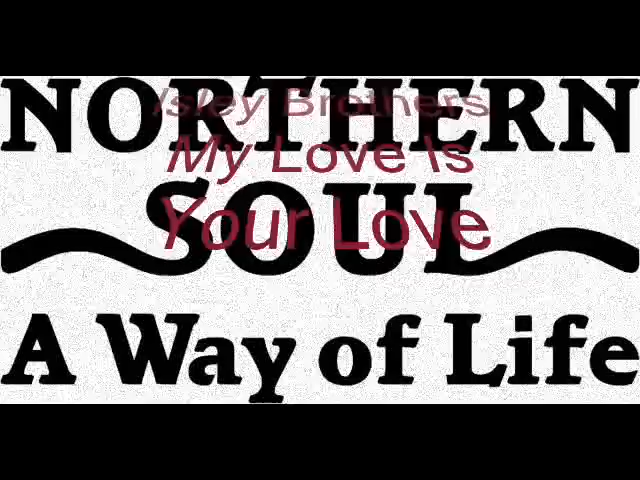 NORTHERN
Isley Brothers
My Love Is
SOUL
Your Love
A Way of Life